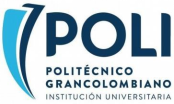 POLI
POLITÉCNICO
GRANCOLOMBIANO
INSTITUCIÓN UNIVERSITARIA